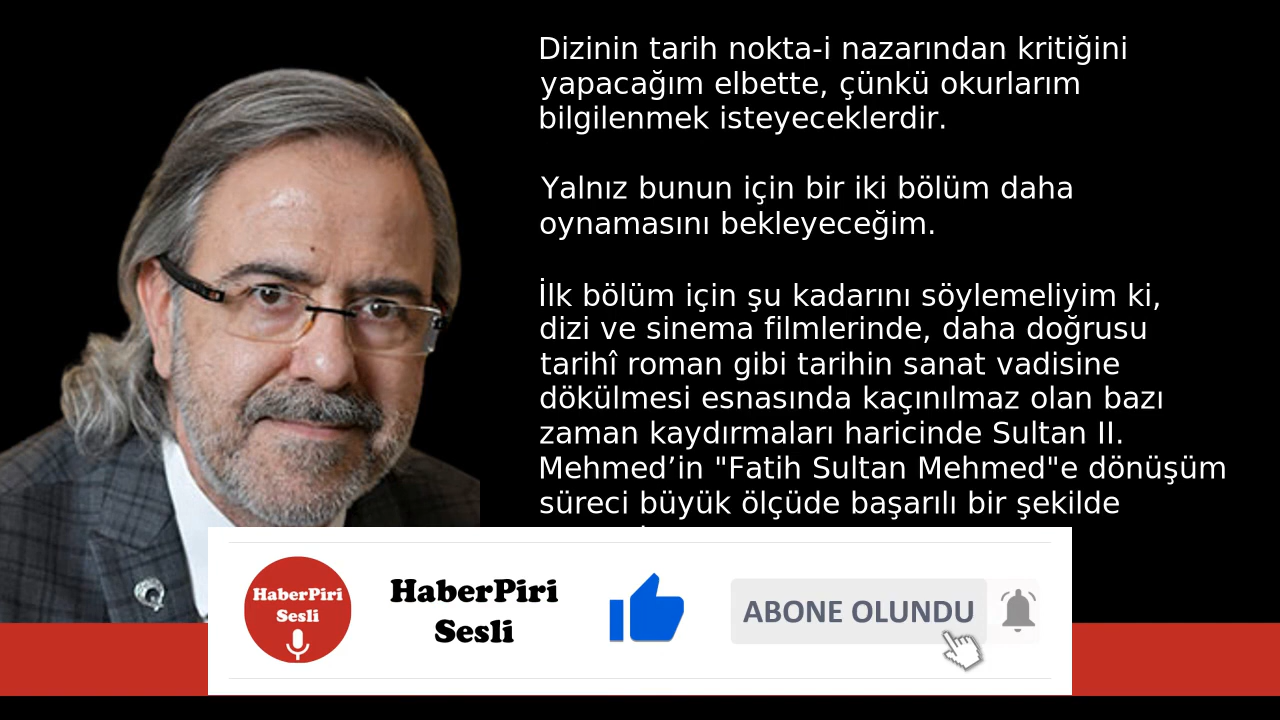 Dizinin tarih nokta-i nazarından kritiğini
yapacağım elbette, çünkü okurlarım
bilgilenmek isteyeceklerdir.
Yalnız bunun için bir iki bölüm daha
oynamasını bekleyeceğim.
İlk bölüm için şu kadarını söylemeliyim ki,
dizi ve sinema filmlerinde, daha doğrusu
tarihî roman gibi tarihin sanat vadisine
dökülmesi esnasında kaçınılmaz olan bazı
zaman kaydırmaları haricinde Sultan II.
Mehmed’in "Fatih Sultan Mehmed"e dönüşüm
süreci büyük ölçüde başarılı bir şekilde
HaberPiri
Sesli
HaberPiri
Sesli
ABONE OLUNDU